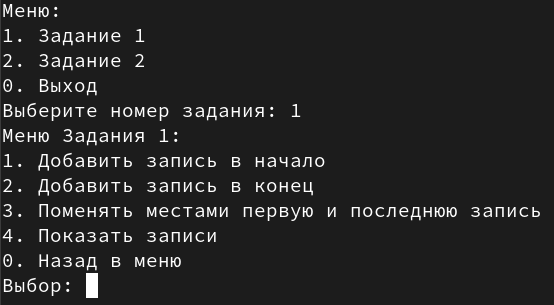 Меню:
1. Задание 1
2. Задание 2
0. Выход
Выберите номер задания: 1
Меню Задания 1:
1. Добавить запись в начало
2. Добавить запись в конец
3. Поменять местами первую и последнюю запись
4. Показать записи
0. Назад в меню
Выбор: